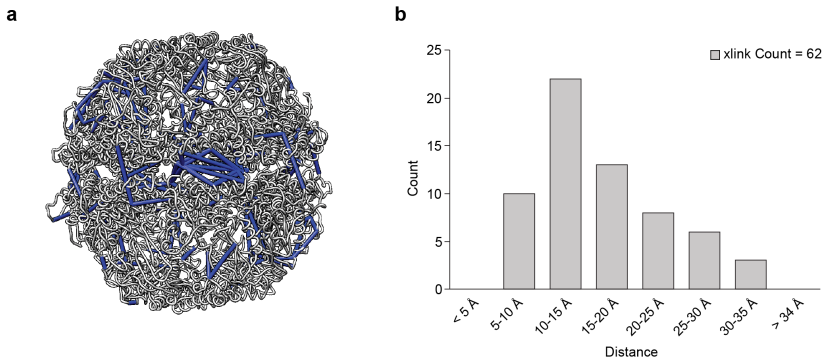 a
b
25
20
15
10
5
0
Count
xlink Count = 62
< 5 Å
5-10 Å
10-15 Å
15-20 Å
20-25 Å
25-30 Å
30-35 Å
> 34 Å
Distance